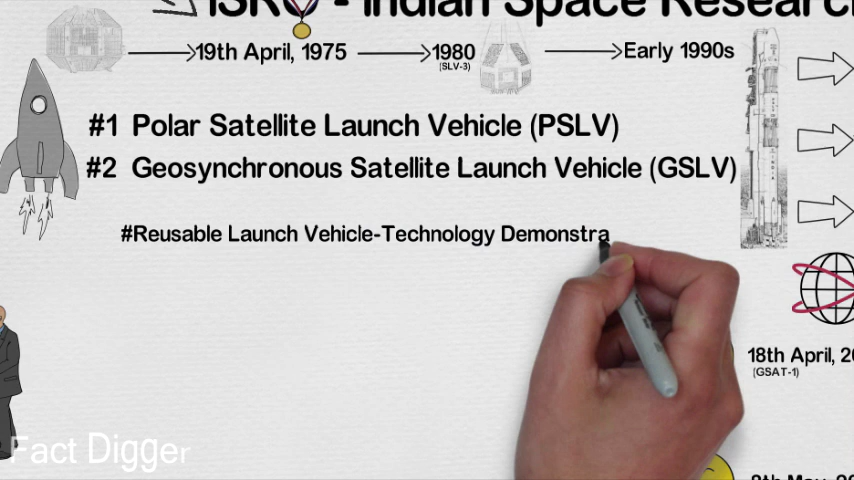 ISRO - Indian Space Research
19th April, 1975
1980
(SLV-3)
Early 1990s
#1 Polar Satellite Launch Vehicle (PSLV)
#2 Geosynchronous Satellite Launch Vehicle (GSLV)
#Reusable Launch Vehicle-Technology Demonstra
18th April, 20
(GSAT-1)
Fact Digger